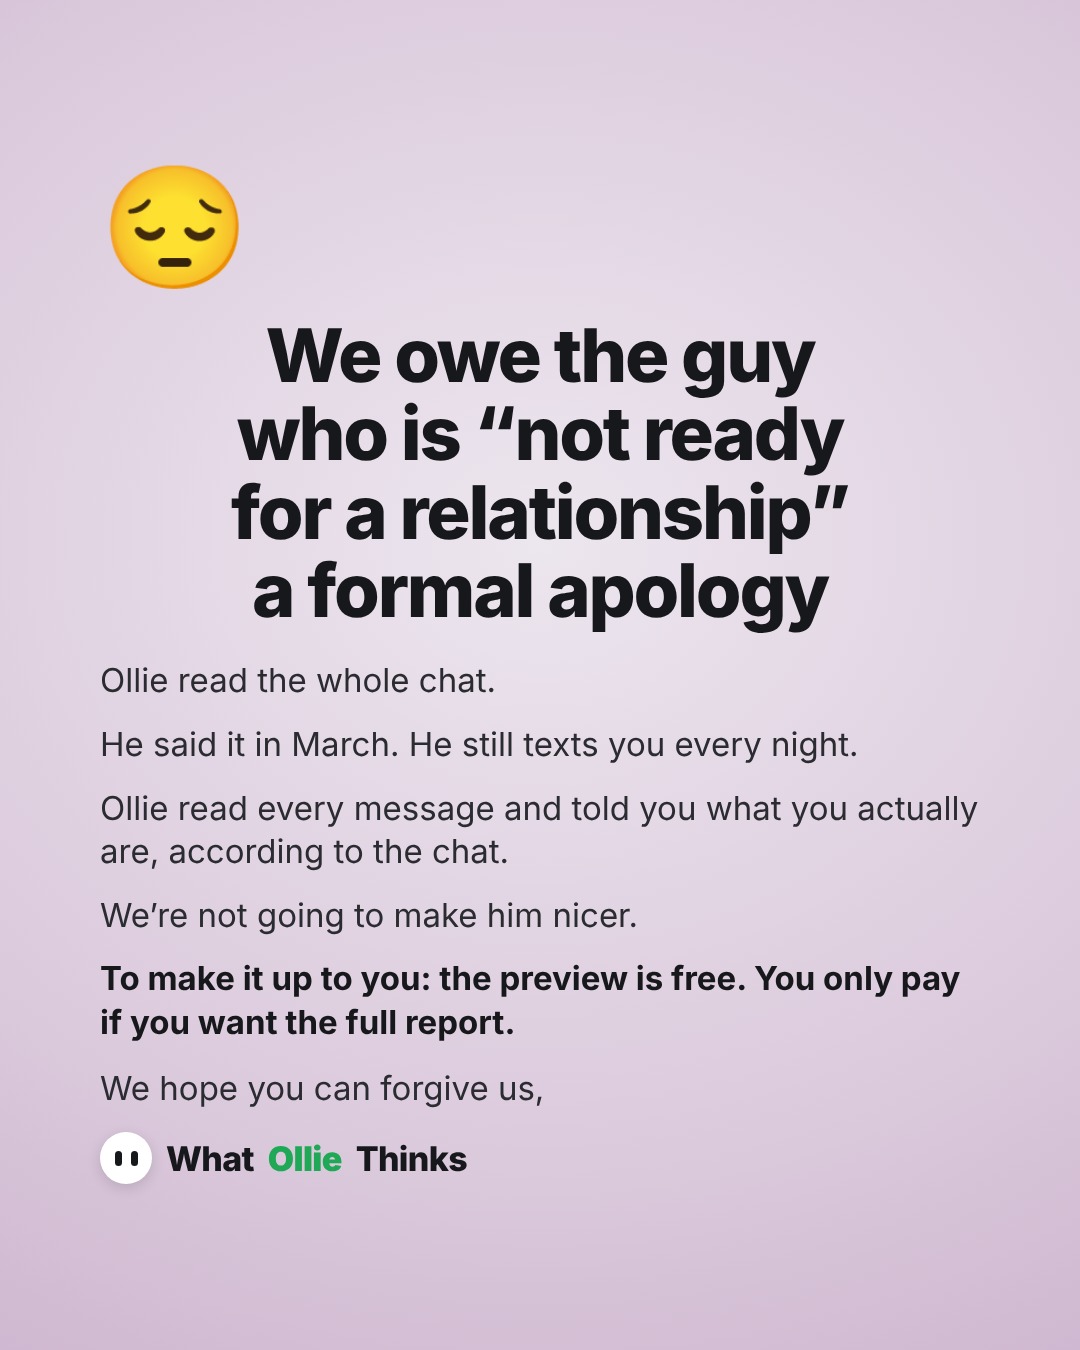 We owe the guy
who is “not ready
for a relationship”
a formal apology
Ollie read the whole chat.
He said it in March. He still texts you every night.
Ollie read every message and told you what you actually
are, according to the chat.
We’re not going to make him nicer.
To make it up to you: the preview is free. You only pay
if you want the full report.
We hope you can forgive us,
What Ollie Thinks